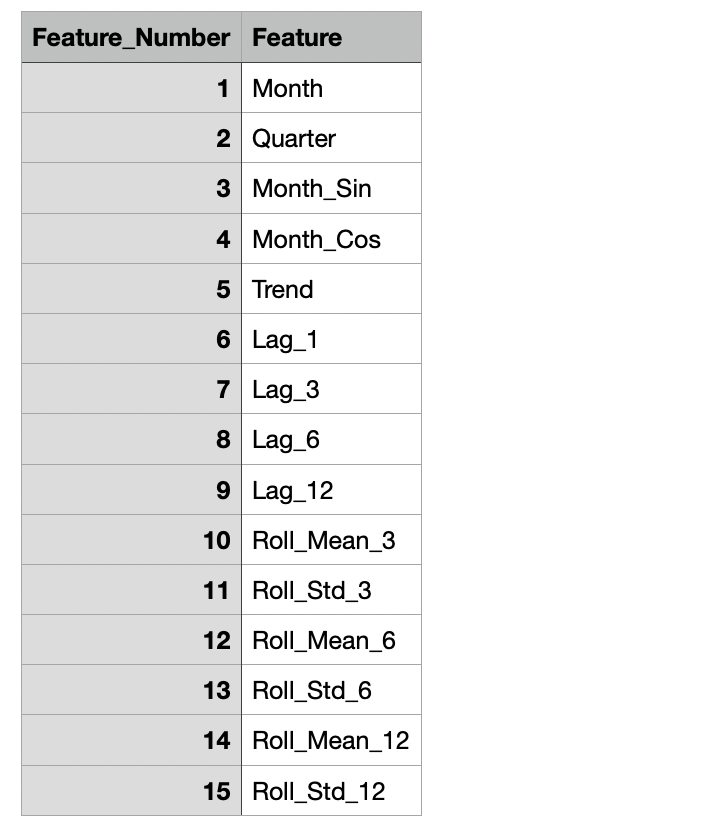 Feature_Number Feature
1 Month
2 Quarter
3 Month_Sin
4 Month_Cos
5 Trend
6 Lag_1
7 Lag_3
8 Lag_6
9 Lag_12
10 Roll_Mean_3
11 Roll_Std_3
12 Roll_Mean_6
13 Roll_Std_6
14 Roll_Mean_12
15 Roll_Std_12